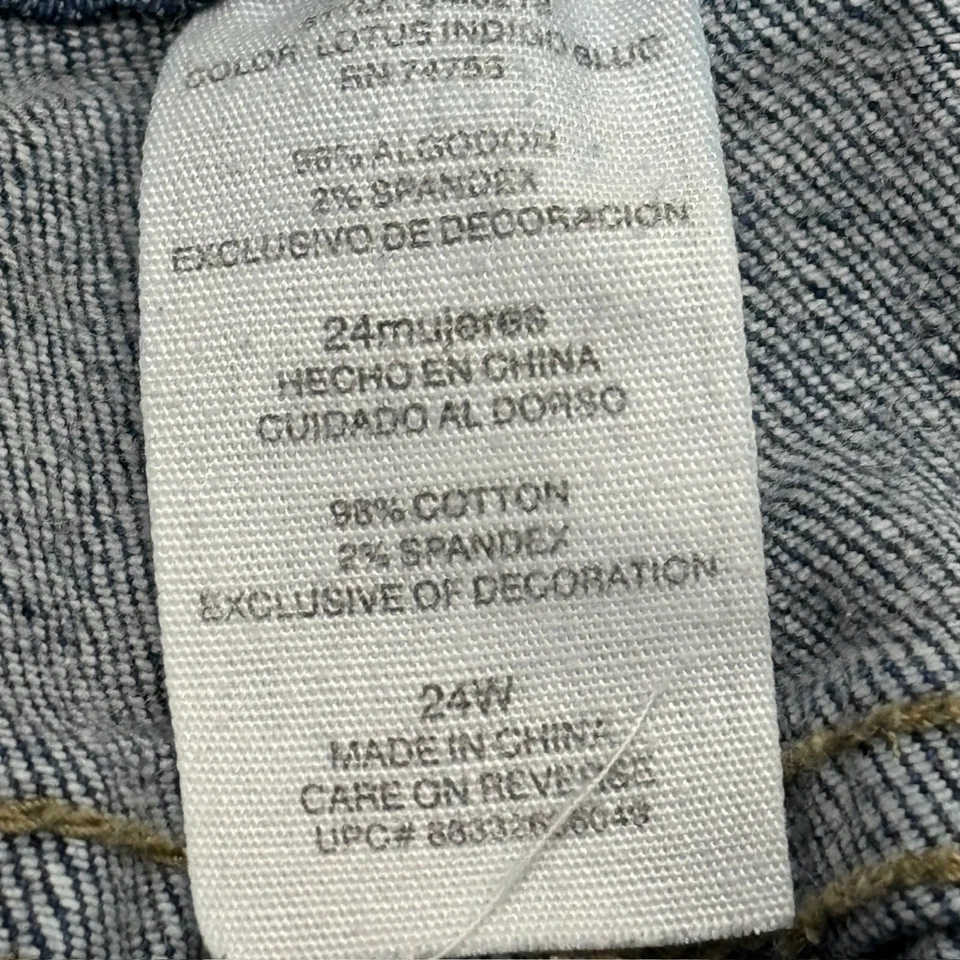 COLOR: LOTUS INDIGO BLUE
98% ALGODON
2% SPANDEX
EXCLUSIVO DE DECORACION
24mujeres
HECHO EN CHINA
CUIDADO AL DORSO
98% COTTON
2% SPANDEX
EXCLUSIVE OF DECORATION
24W
MADE IN CHINA
CARE ON REVERSE
UPC#